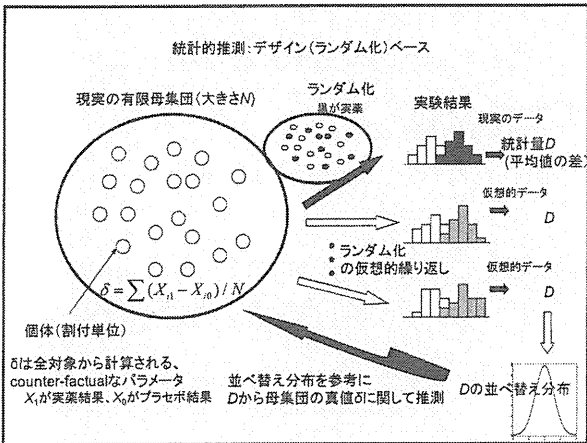 統計的推測：デザイン（ランダム化）ベース
現実の有限母集団（大きさN）
ランダム化
黒が実薬
実験結果
現実のデータ
統計量D
(平均値の差)
仮想的データ
D
ランダム化
の仮想的繰り返し
仮想的データ
D
δ = ∑ (X_{i1} − X_{i0}) / N
個体（割付単位）
δは全対象から計算される、
counter-factualなパラメータ
X₁が実薬結果、X₀がプラセボ結果
並べ替え分布を参考に
Dから母集団の真値δに関して推測
Dの並べ替え分布